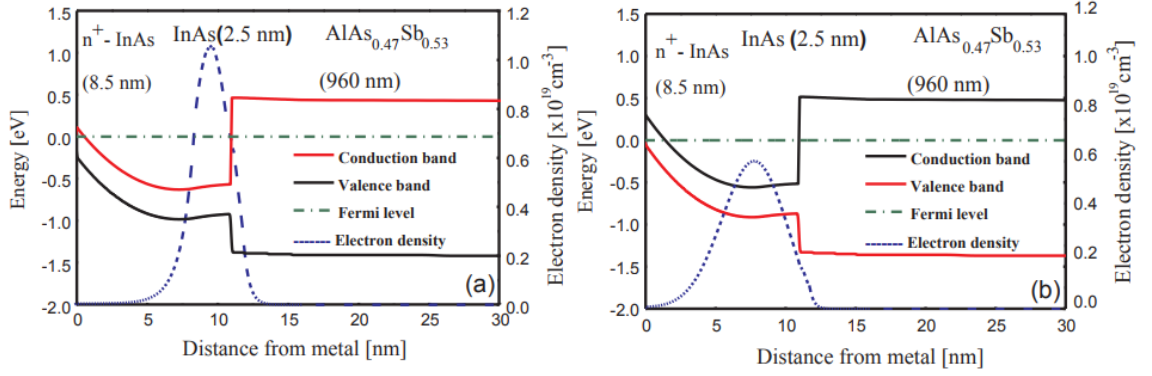 1.5
1.0
0.5
0.0
-0.5
-1.0
-1.5
-2.0
Energy [eV]
n+- InAs
(8.5 nm)
InAs (2.5 nm)
AlAs0.47Sb0.53
(960 nm)
Conduction band
Valence band
Fermi level
Electron density
(a)
1.2
1.0
0.8
0.6
0.4
0.2
0.0
Electron density [x10^19 cm^-3]
0 5 10 15 20 25 30
Distance from metal [nm]
1.5
1.0
0.5
0.0
-0.5
-1.0
-1.5
-2.0
Energy [eV]
n+- InAs
(8.5 nm)
InAs (2.5 nm)
AlAs0.47Sb0.53
(960 nm)
Conduction band
Valence band
Fermi level
Electron density
(b)
1.2
1.0
0.8
0.6
0.4
0.2
0.0
Electron density [x10^19 cm^-3]
0 5 10 15 20 25 30
Distance from metal [nm]